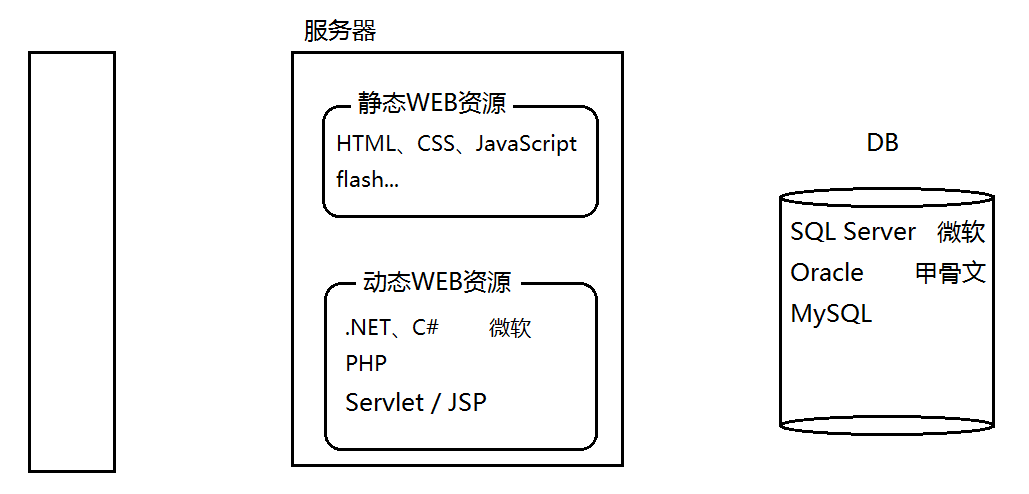 服务器
静态WEB资源
HTML、CSS、JavaScript
flash...
动态WEB资源
.NET、C# 微软
PHP
Servlet / JSP
DB
SQL Server 微软
Oracle 甲骨文
MySQL